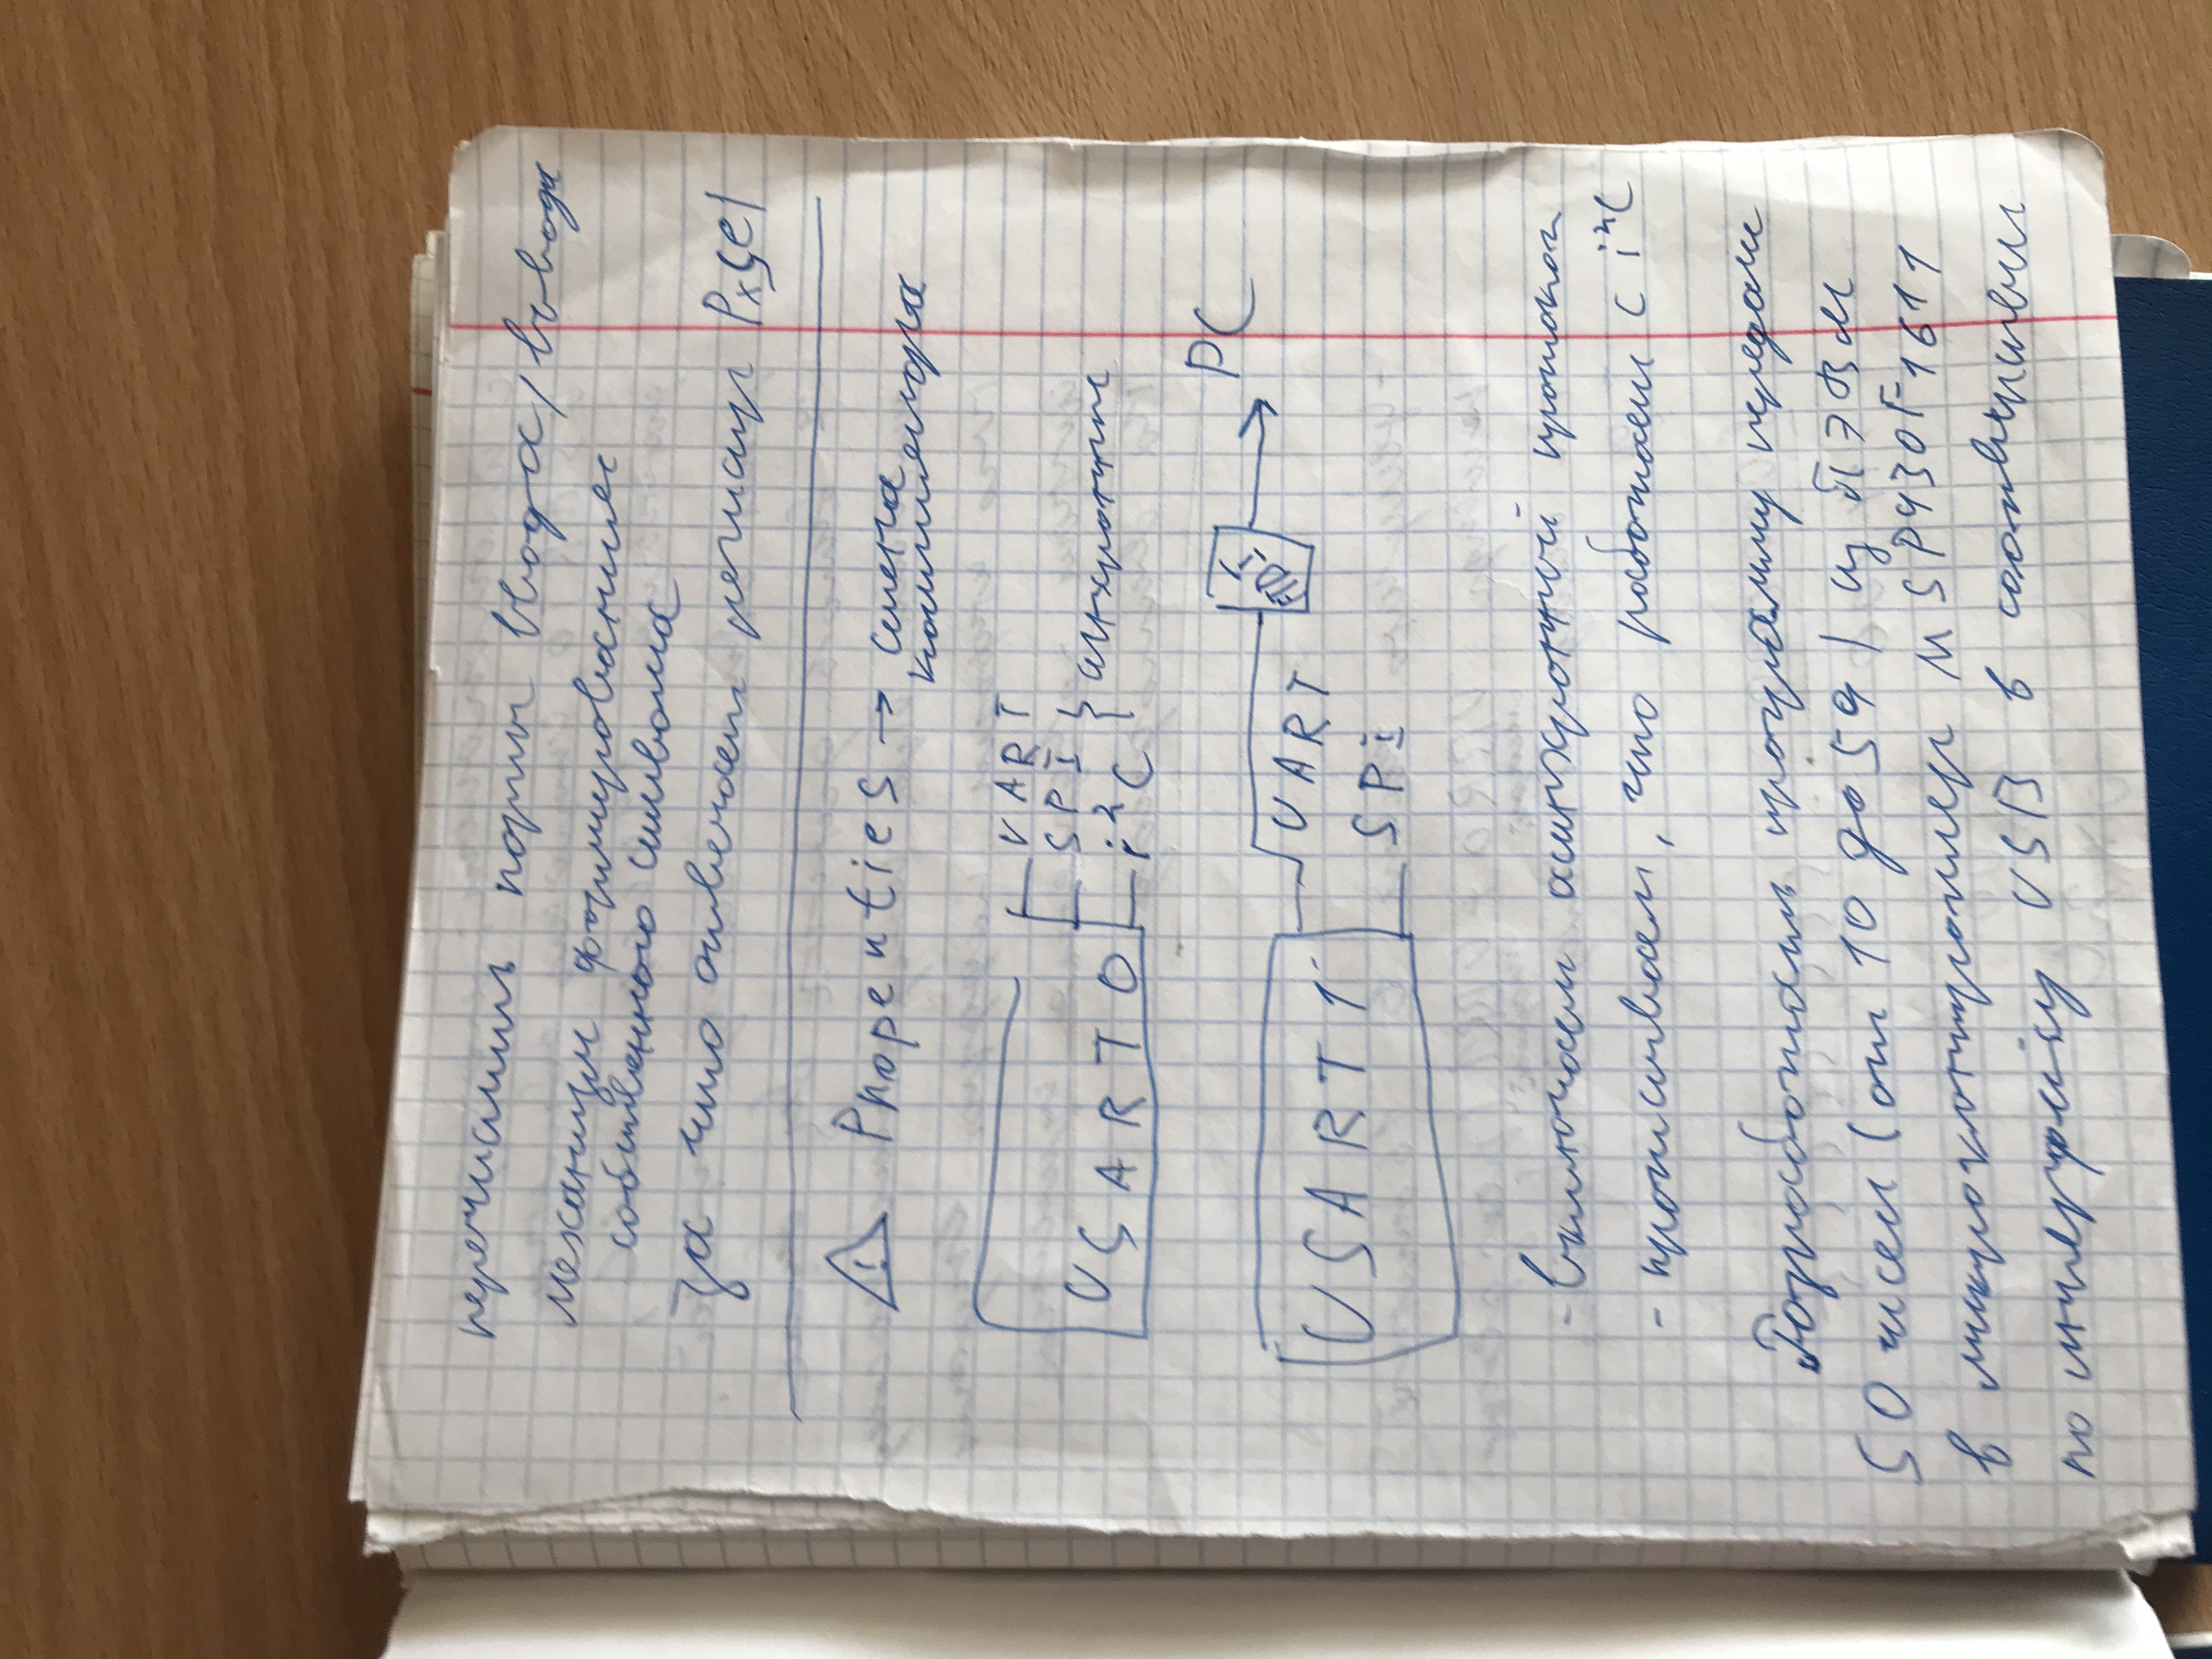 перечислить порты ввода/вывода
механизм формирования
собственного символа
за что отвечает регистр PxSel
! Properties → смена
компилятора
UART
SPI
USART0 i²C } синхронные
PC
FTDI
USART1 UART
SPI
- включаем асинхронный протокол
- прописываем, что работаем с i²C
Разработать программу передачи
50 чисел (от 10 до 59) из ПЭВМ
в микроконтроллер MSP430F1611
по интерфейсу USB в соответствии